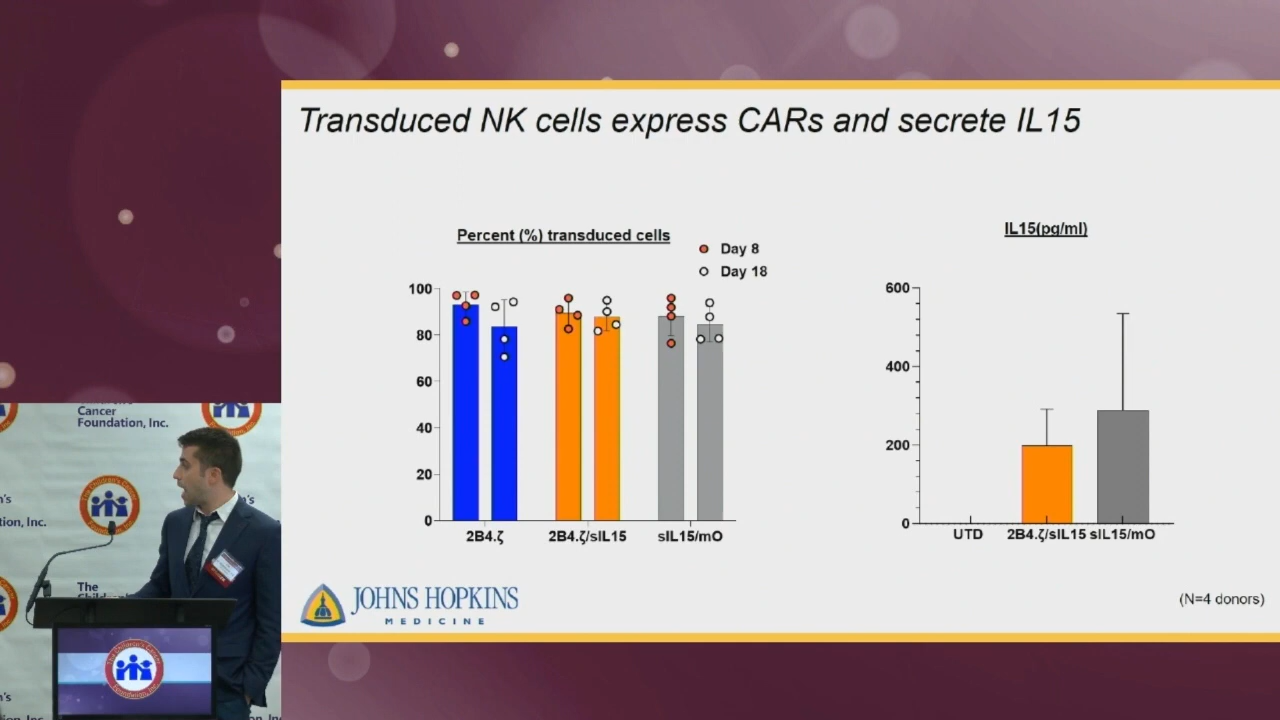 Transduced NK cells express CARs and secrete IL15
Percent (%) transduced cells
Day 8
Day 18
100
80
60
40
20
0
2B4.ζ
2B4.ζ/sIL15
sIL15/mO
IL15(pg/ml)
600
400
200
0
UTD
2B4.ζ/sIL15
sIL15/mO
(N=4 donors)
JOHNS HOPKINS
MEDICINE
Cancer
Foundation, Inc.
The